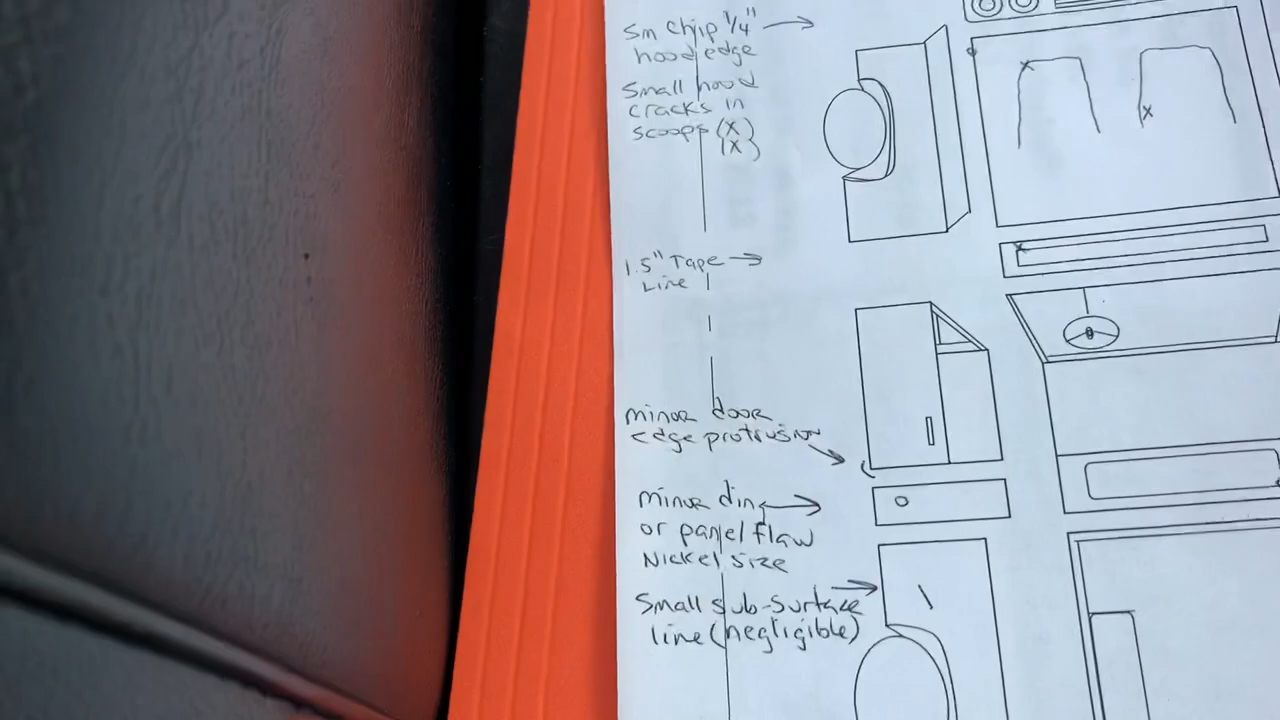 Sm Chip 1/4"
hood edge
Small hood
cracks in
scoops (x)
(x)
1.5" Tape
Line
minor door
edge protrusion
minor ding
or panel flaw
Nickel size
Small sub-surface
line (negligible)